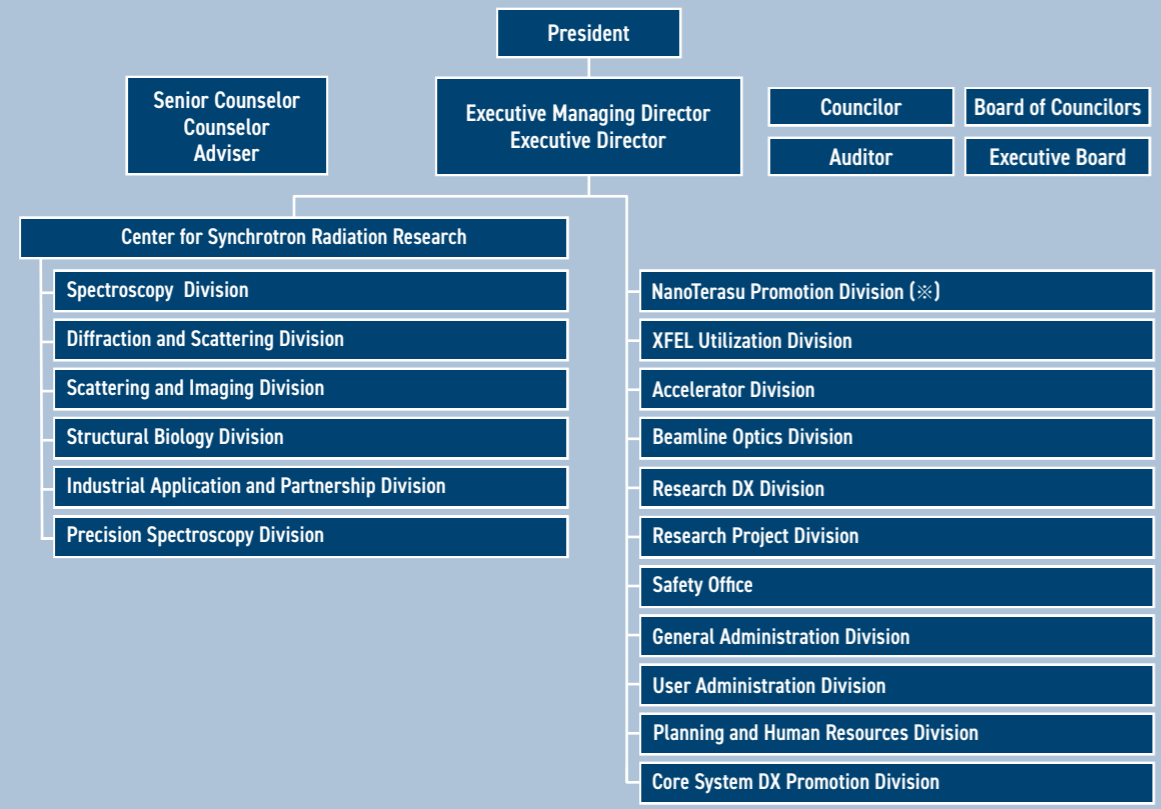 President
Senior Counselor
Counselor
Adviser
Executive Managing Director
Executive Director
Councilor
Board of Councilors
Auditor
Executive Board
Center for Synchrotron Radiation Research
Spectroscopy Division
Diffraction and Scattering Division
Scattering and Imaging Division
Structural Biology Division
Industrial Application and Partnership Division
Precision Spectroscopy Division
NanoTerasu Promotion Division (※)
XFEL Utilization Division
Accelerator Division
Beamline Optics Division
Research DX Division
Research Project Division
Safety Office
General Administration Division
User Administration Division
Planning and Human Resources Division
Core System DX Promotion Division